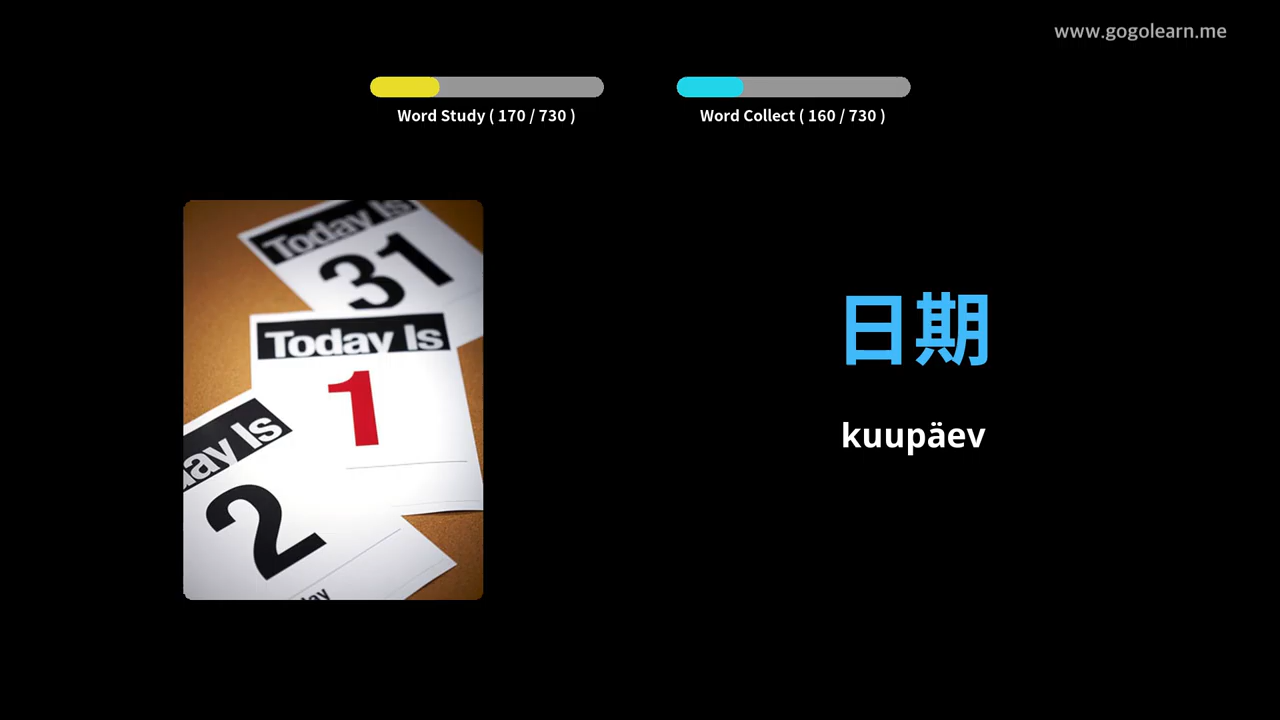 www.gogolearn.me
Word Study ( 170 / 730 )
Word Collect ( 160 / 730 )
Today Is
31
Today Is
1
ay Is
2
day
日期
kuupäev